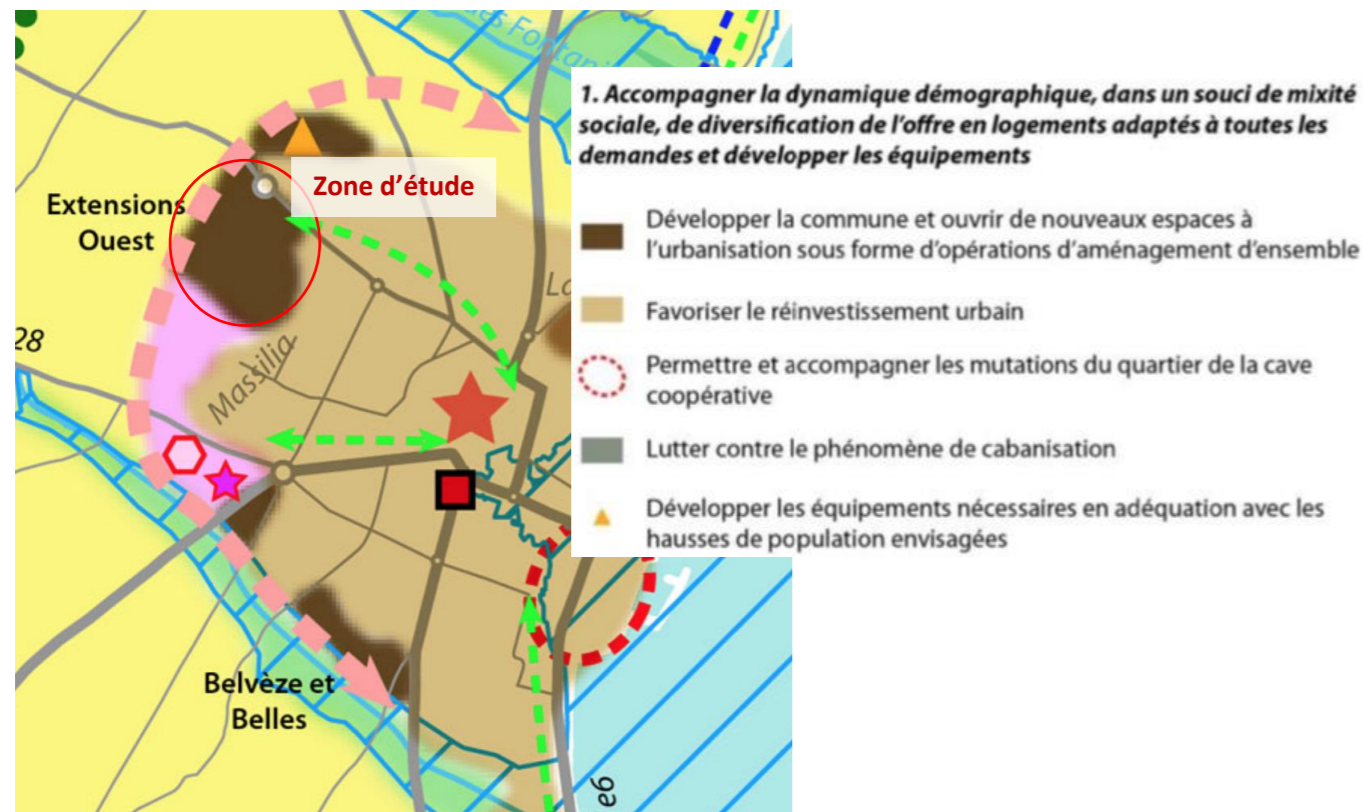 des Fontani
Zone d'étude
Extensions
Ouest
La
28
Massilia
Belvèze et
Belles
e6
1. Accompagner la dynamique démographique, dans un souci de mixité
sociale, de diversification de l'offre en logements adaptés à toutes les
demandes et développer les équipements
Développer la commune et ouvrir de nouveaux espaces à
l'urbanisation sous forme d'opérations d'aménagement d'ensemble
Favoriser le réinvestissement urbain
Permettre et accompagner les mutations du quartier de la cave
coopérative
Lutter contre le phénomène de cabanisation
Développer les équipements nécessaires en adéquation avec les
hausses de population envisagées